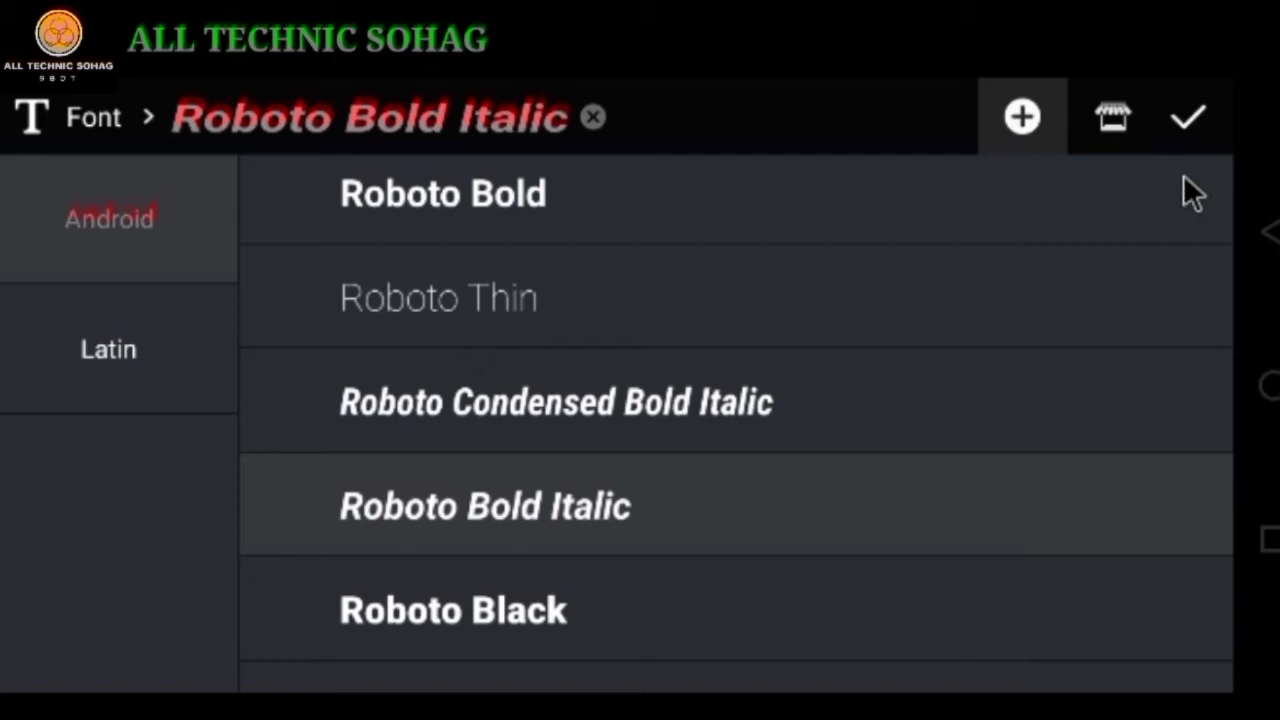 ALL TECHNIC SOHAG
ALL TECHNIC SOHAG
T Font > Roboto Bold Italic
Android
Latin
Roboto Bold
Roboto Thin
Roboto Condensed Bold Italic
Roboto Bold Italic
Roboto Black